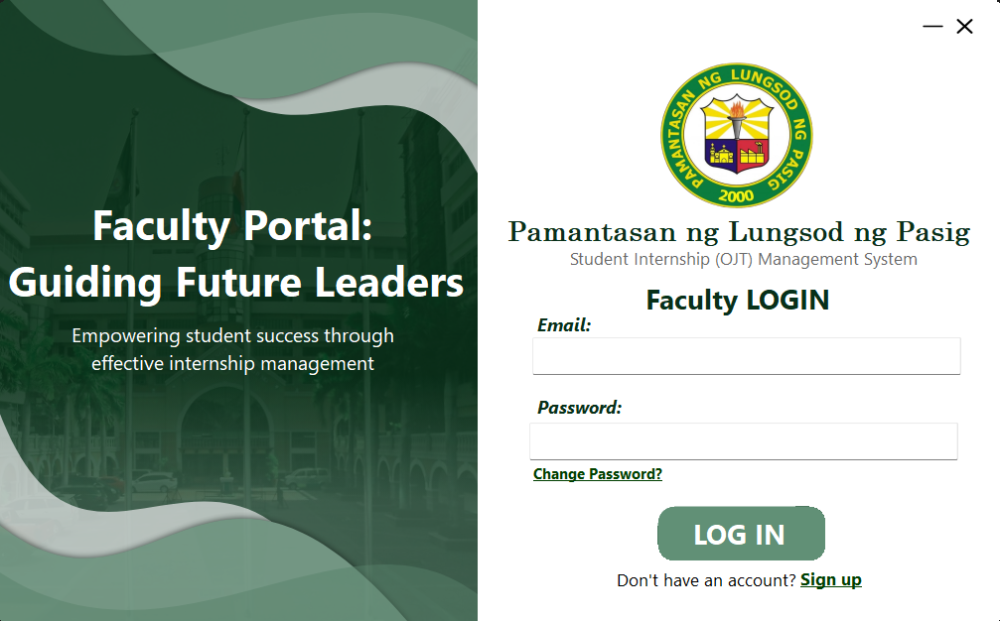 Faculty Portal:
Guiding Future Leaders
Empowering student success through
effective internship management
PAMANTASAN NG LUNGSOD NG PASIG
2000
Pamantasan ng Lungsod ng Pasig
Student Internship (OJT) Management System
Faculty LOGIN
Email:
Password:
Change Password?
LOG IN
Don't have an account? Sign up